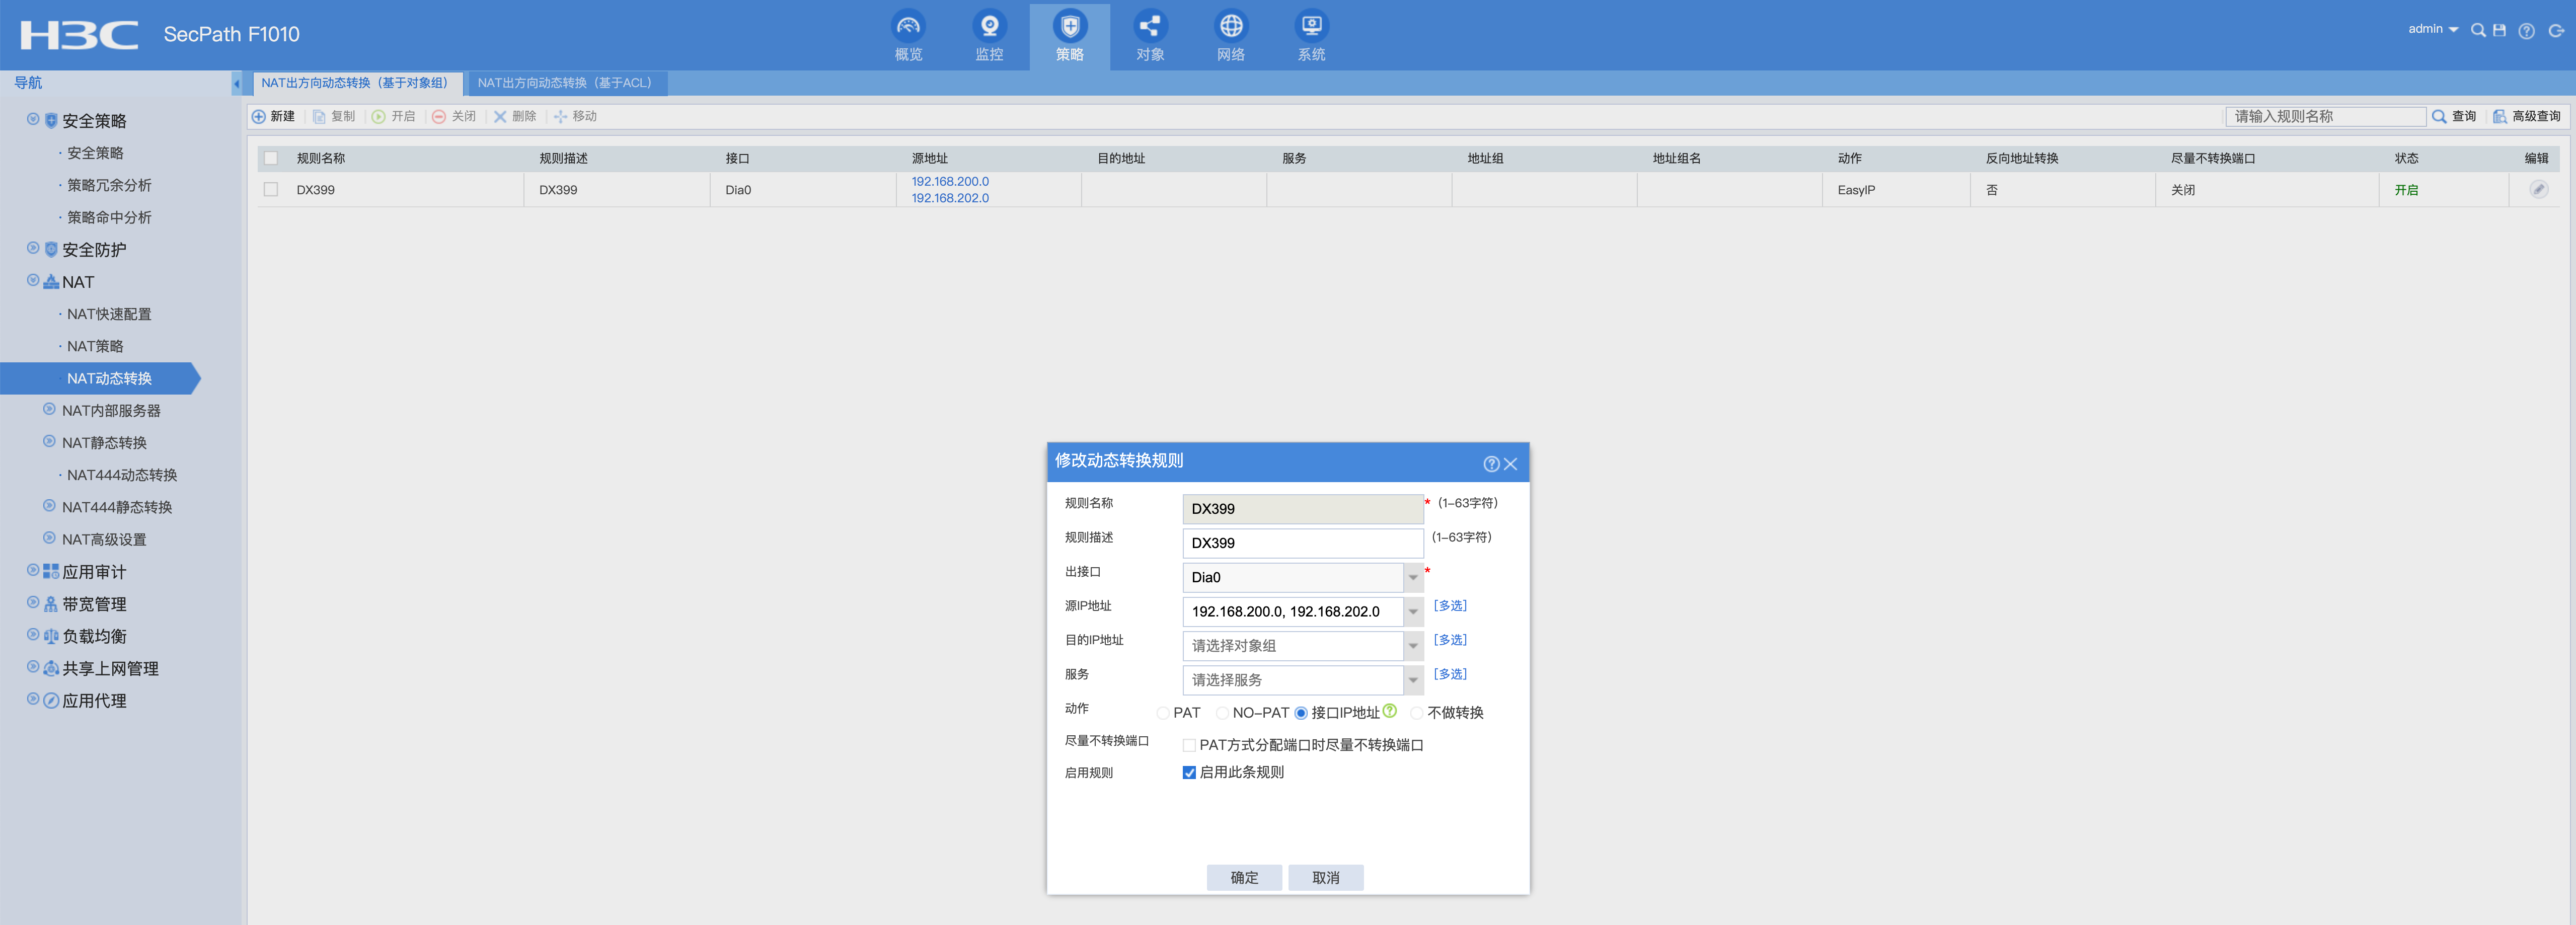 H3C SecPath F1010
概览 监控 策略 对象 网络 系统
admin
导航
NAT出方向动态转换（基于对象组） NAT出方向动态转换（基于ACL）
新建 复制 开启 关闭 删除 移动 请输入规则名称 查询 高级查询
规则名称 规则描述 接口 源地址 目的地址 服务 地址组 地址组名 动作 反向地址转换 尽量不转换端口 状态 编辑
DX399 DX399 Dia0 192.168.200.0 EasyIP 否 关闭 开启
192.168.202.0
安全策略
· 安全策略
· 策略冗余分析
· 策略命中分析
安全防护
NAT
· NAT快速配置
· NAT策略
· NAT动态转换
NAT内部服务器
NAT静态转换
· NAT444动态转换
NAT444静态转换
NAT高级设置
应用审计
带宽管理
负载均衡
共享上网管理
应用代理
修改动态转换规则
规则名称 DX399 * (1-63字符)
规则描述 DX399 (1-63字符)
出接口 Dia0 *
源IP地址 192.168.200.0, 192.168.202.0 [多选]
目的IP地址 请选择对象组 [多选]
服务 请选择服务 [多选]
动作 PAT NO-PAT 接口IP地址 不做转换
尽量不转换端口 PAT方式分配端口时尽量不转换端口
启用规则 启用此条规则
确定 取消